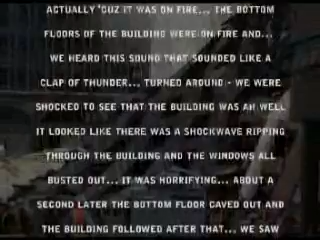 ACTUALLY 'CUZ IT WAS ON FIRE... THE BOTTOM
FLOORS OF THE BUILDING WERE ON FIRE AND...
WE HEARD THIS SOUND THAT SOUNDED LIKE A
CLAP OF THUNDER... TURNED AROUND - WE WERE
SHOCKED TO SEE THAT THE BUILDING WAS AH WELL
IT LOOKED LIKE THERE WAS A SHOCKWAVE RIPPING
THROUGH THE BUILDING AND THE WINDOWS ALL
BUSTED OUT... IT WAS HORRIFYING... ABOUT A
SECOND LATER THE BOTTOM FLOOR CAVED OUT AND
THE BUILDING FOLLOWED AFTER THAT... WE SAW